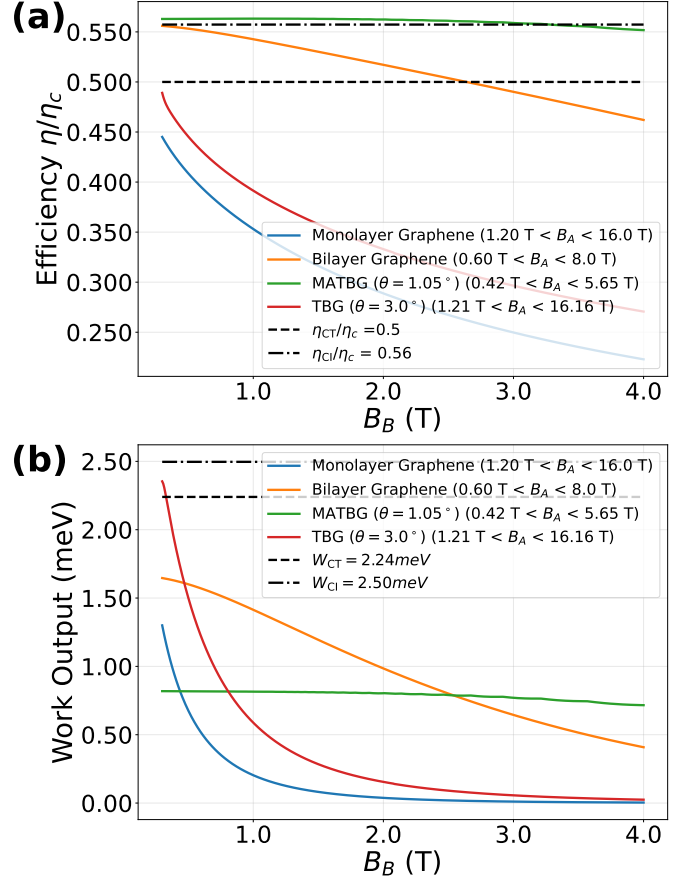 (a)
0.550
0.500
0.450
0.400
0.350
0.300
0.250
Efficiency η/η_c
Monolayer Graphene (1.20 T < B_A < 16.0 T)
Bilayer Graphene (0.60 T < B_A < 8.0 T)
MATBG (θ = 1.05°) (0.42 T < B_A < 5.65 T)
TBG (θ = 3.0°) (1.21 T < B_A < 16.16 T)
η_CT/η_c =0.5
η_CI/η_c = 0.56
1.0 2.0 3.0 4.0
B_B (T)
(b)
2.50
2.00
1.50
1.00
0.50
0.00
Work Output (meV)
Monolayer Graphene (1.20 T < B_A < 16.0 T)
Bilayer Graphene (0.60 T < B_A < 8.0 T)
MATBG (θ = 1.05°) (0.42 T < B_A < 5.65 T)
TBG (θ = 3.0°) (1.21 T < B_A < 16.16 T)
W_CT = 2.24meV
W_CI = 2.50meV
1.0 2.0 3.0 4.0
B_B (T)